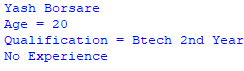 Yash Borsare
Age = 20
Qualification = Btech 2nd Year
No Experience